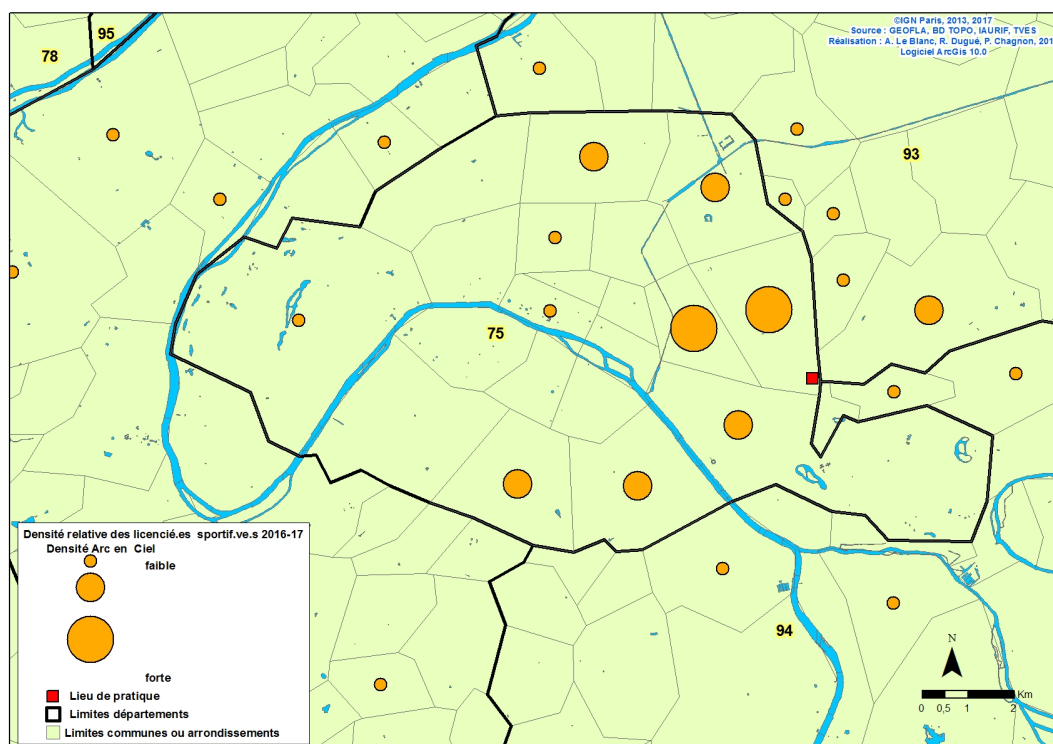 ©IGN Paris, 2013, 2017
Source : GEOFLA, BD TOPO, IAURIF, TVES
Réalisation : A. Le Blanc, R. Dugué, P. Chagnon, 201
Logiciel ArcGis 10.0
95
78
93
75
94
Densité relative des licencié.es sportif.ve.s 2016-17
Densité Arc en Ciel
faible
forte
Lieu de pratique
Limites départements
Limites communes ou arrondissements
N
Km
0 0,5 1 2